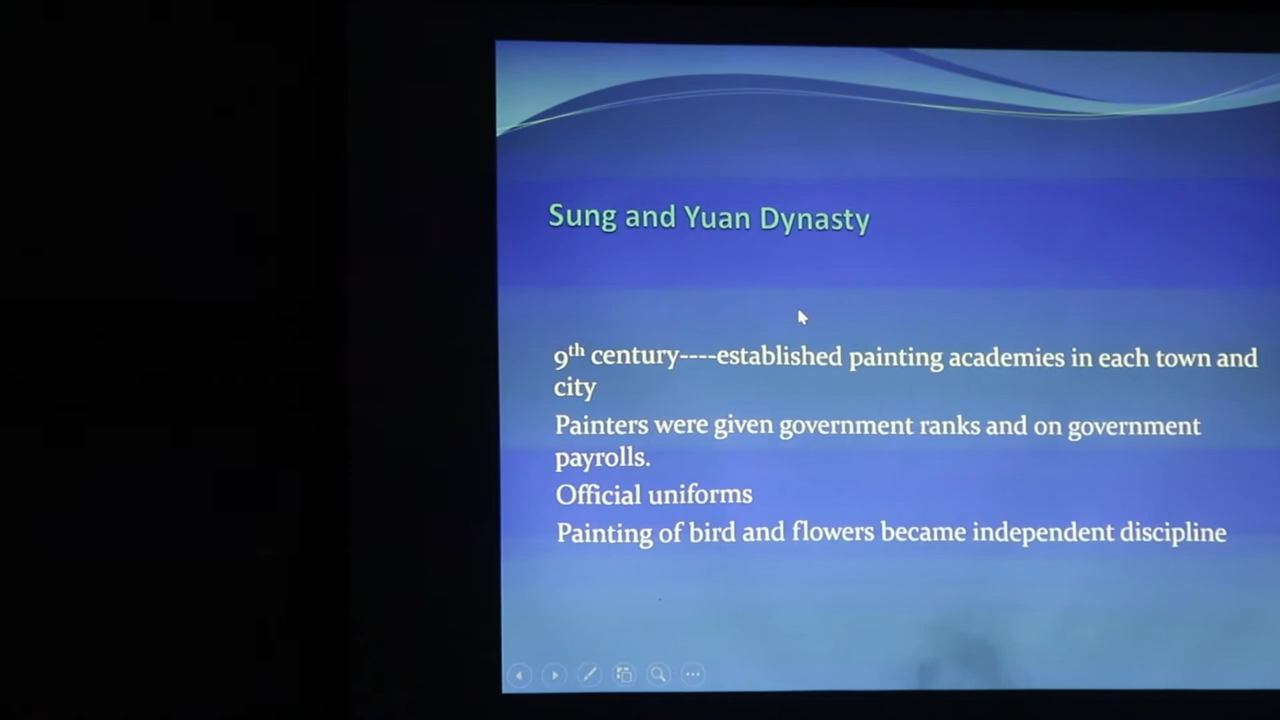 Sung and Yuan Dynasty
9th century----established painting academies in each town and
city
Painters were given government ranks and on government
payrolls.
Official uniforms
Painting of bird and flowers became independent discipline